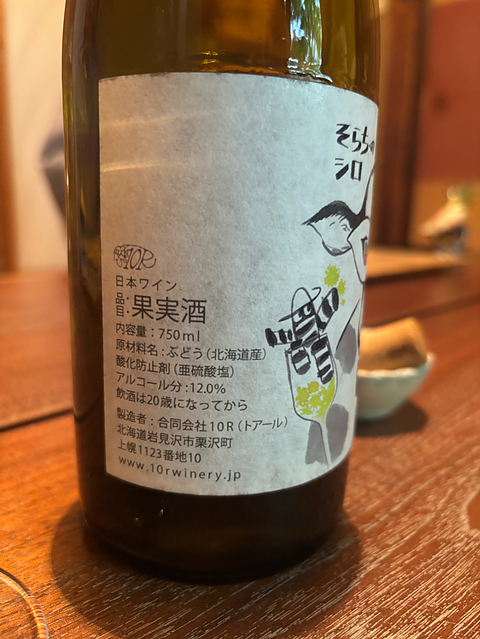 そらちの
シロ
10R
日本ワイン
品目・果実酒
内容量:750ml
原材料名:ぶどう(北海道産)
酸化防止剤(亜硫酸塩)
アルコール分:12.0%
飲酒は20歳になってから
製造者:合同会社10R(トアール)
北海道岩見沢市栗沢町
上幌1123番地10
www.10rwinery.jp